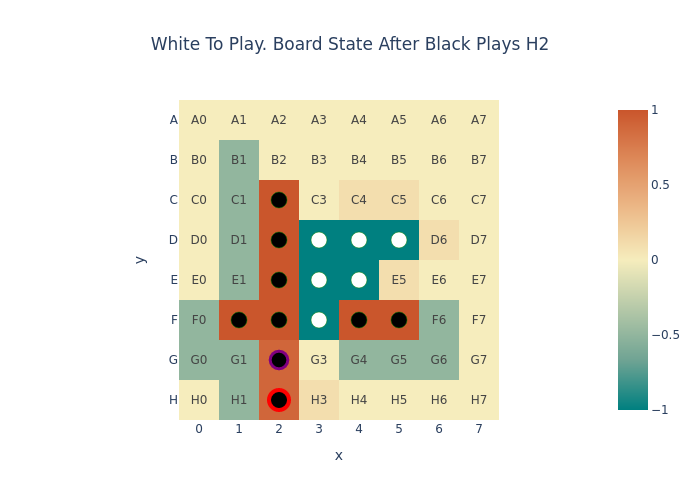 White To Play. Board State After Black Plays H2
A A0 A1 A2 A3 A4 A5 A6 A7 1
B B0 B1 B2 B3 B4 B5 B6 B7
C C0 C1 C3 C4 C5 C6 C7 0.5
D D0 D1 D6 D7
y 0
E E0 E1 E5 E6 E7
F F0 F6 F7 −0.5
G G0 G1 G3 G4 G5 G6 G7
H H0 H1 H3 H4 H5 H6 H7 −1
0 1 2 3 4 5 6 7
x